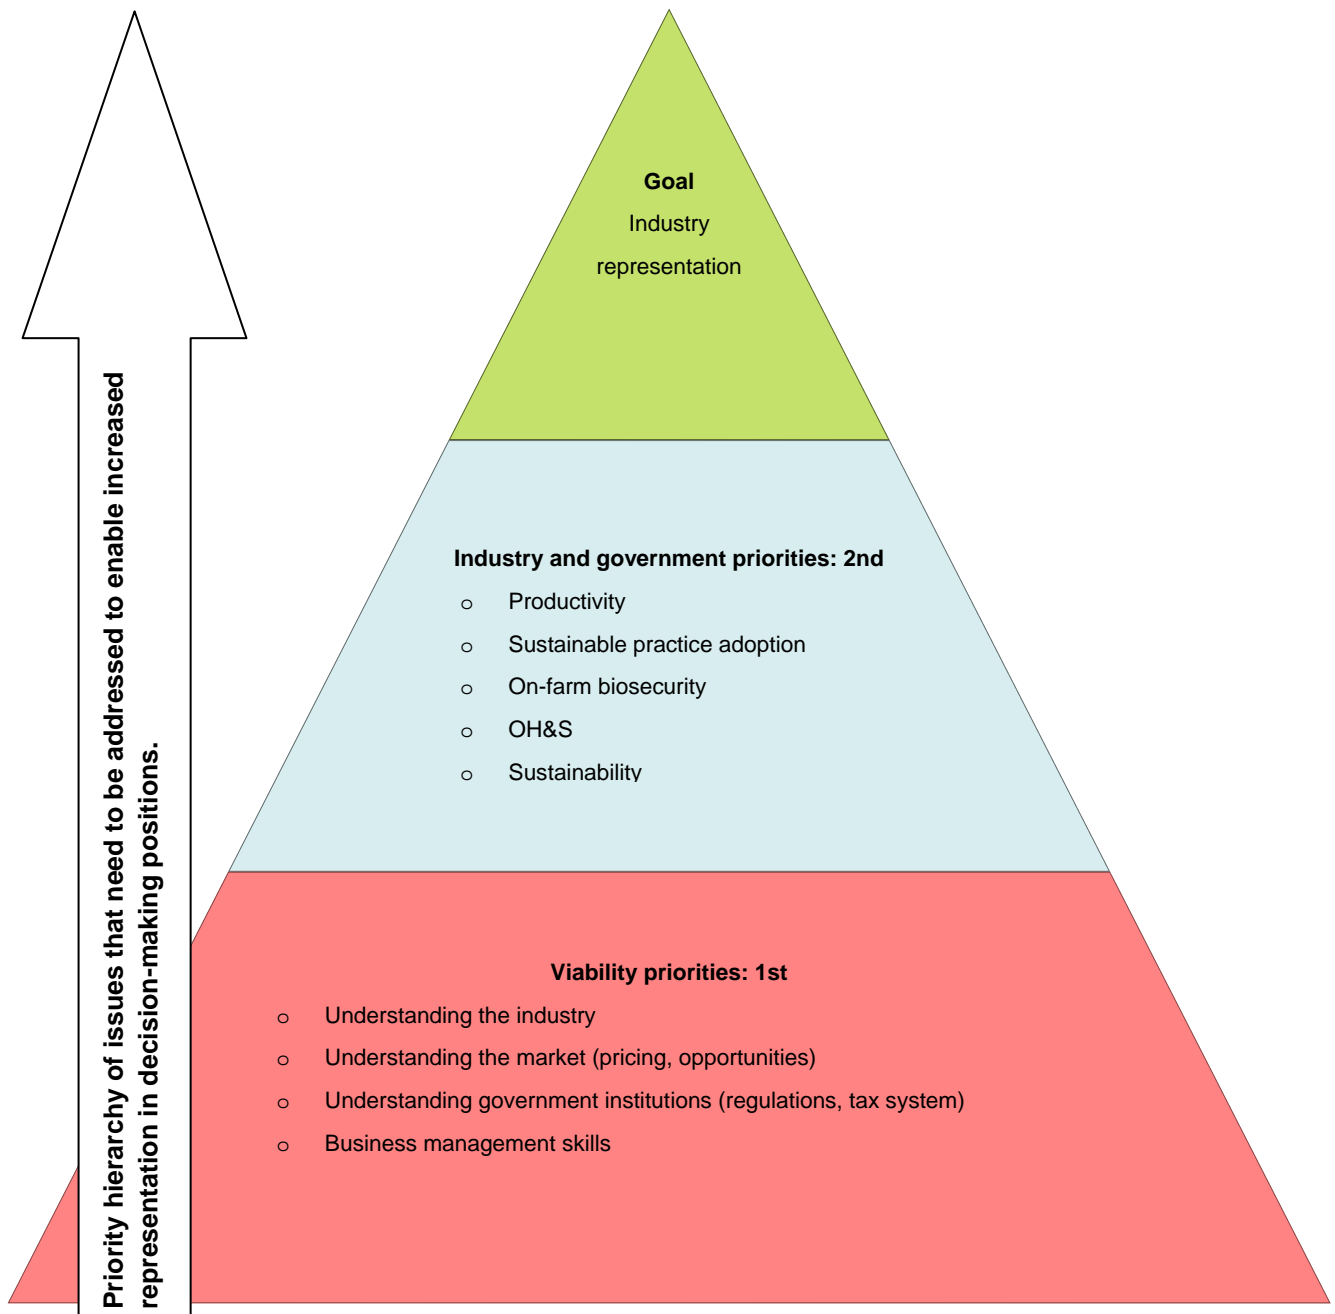 Priority hierarchy of issues that need to be addressed to enable increased
representation in decision-making positions.
Goal
Industry
representation
Industry and government priorities: 2nd
o Productivity
o Sustainable practice adoption
o On-farm biosecurity
o OH&S
o Sustainability
Viability priorities: 1st
o Understanding the industry
o Understanding the market (pricing, opportunities)
o Understanding government institutions (regulations, tax system)
o Business management skills